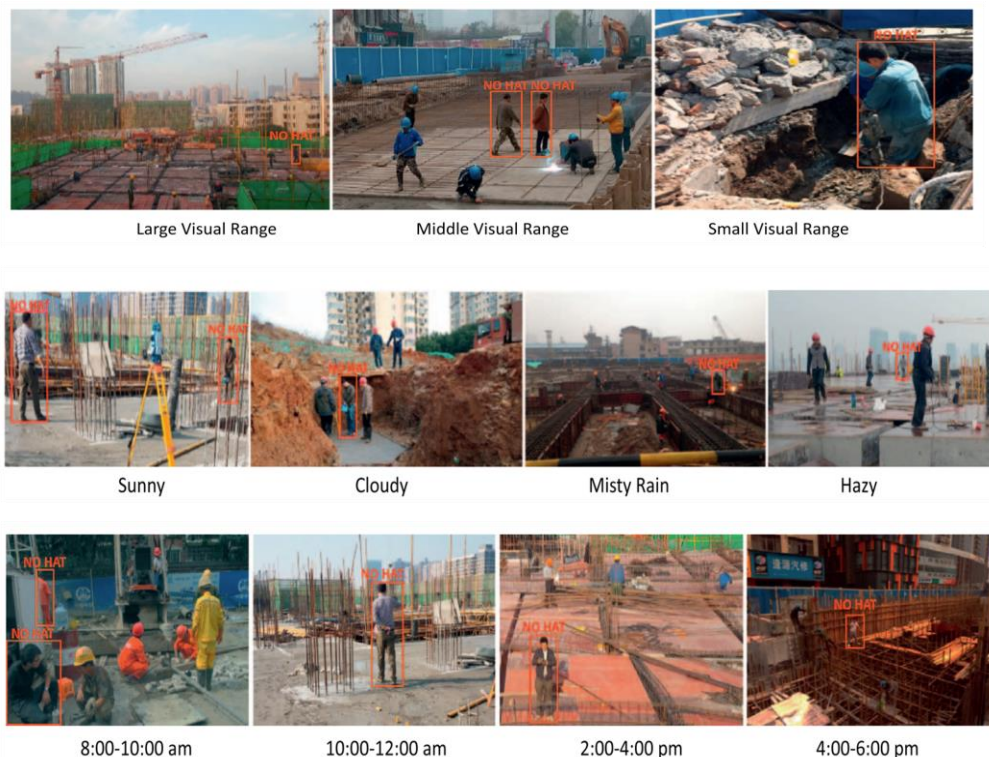 NO HAT
Large Visual Range
NO HAT NO HAT
Middle Visual Range
NO HAT
Small Visual Range
NO HAT
NO HAT
Sunny
NO HAT
Cloudy
NO HAT
Misty Rain
NO HAT
Hazy
NO HAT
NO HAT
8:00-10:00 am
NO HAT
10:00-12:00 am
NO HAT
2:00-4:00 pm
NO HAT
4:00-6:00 pm